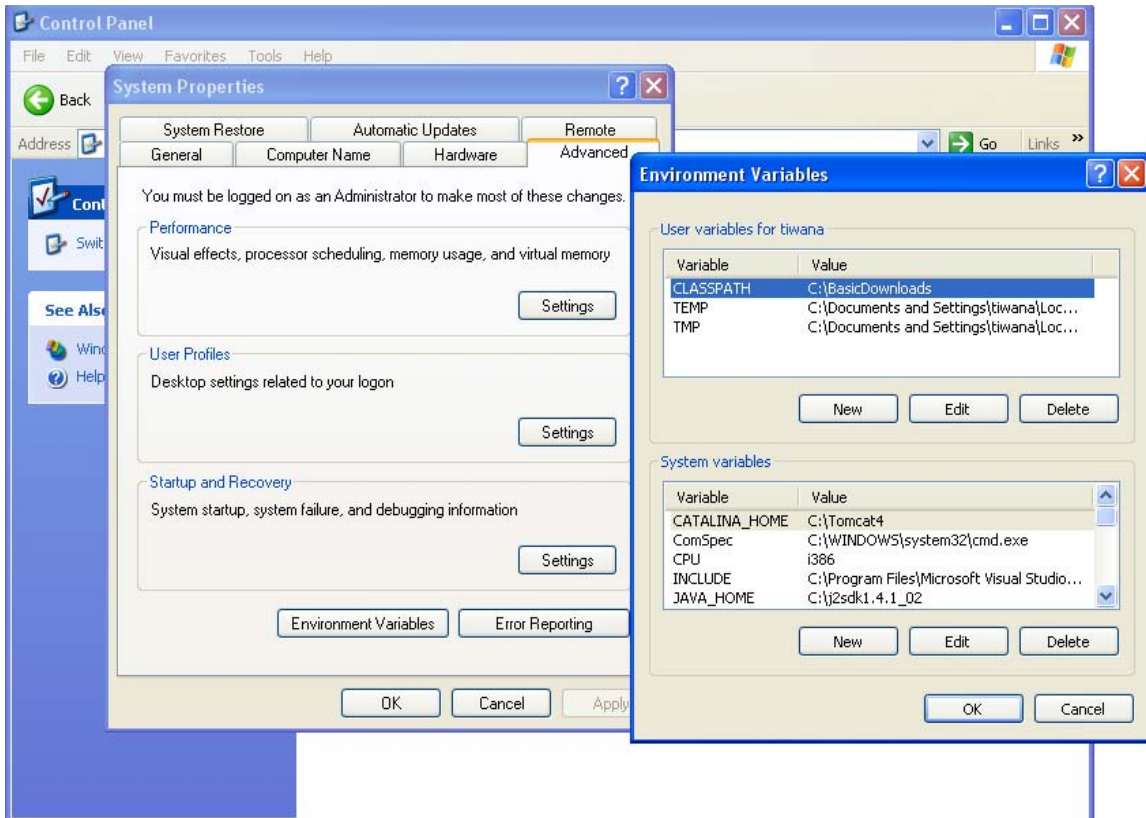 Control Panel
File Edit View Favorites Tools Help
Back
Address Go Links »
System Properties
System Restore Automatic Updates Remote
General Computer Name Hardware Advanced
You must be logged on as an Administrator to make most of these changes.
Performance
Visual effects, processor scheduling, memory usage, and virtual memory
Settings
User Profiles
Desktop settings related to your logon
Settings
Startup and Recovery
System startup, system failure, and debugging information
Settings
Environment Variables Error Reporting
OK Cancel Apply
Cont
Swit
See Also
Wind
Help
Environment Variables
User variables for tiwana
Variable Value
CLASSPATH C:\BasicDownloads
TEMP C:\Documents and Settings\tiwana\Loc...
TMP C:\Documents and Settings\tiwana\Loc...
New Edit Delete
System variables
Variable Value
CATALINA_HOME C:\Tomcat4
ComSpec C:\WINDOWS\system32\cmd.exe
CPU i386
INCLUDE C:\Program Files\Microsoft Visual Studio...
JAVA_HOME C:\j2sdk1.4.1_02
New Edit Delete
OK Cancel